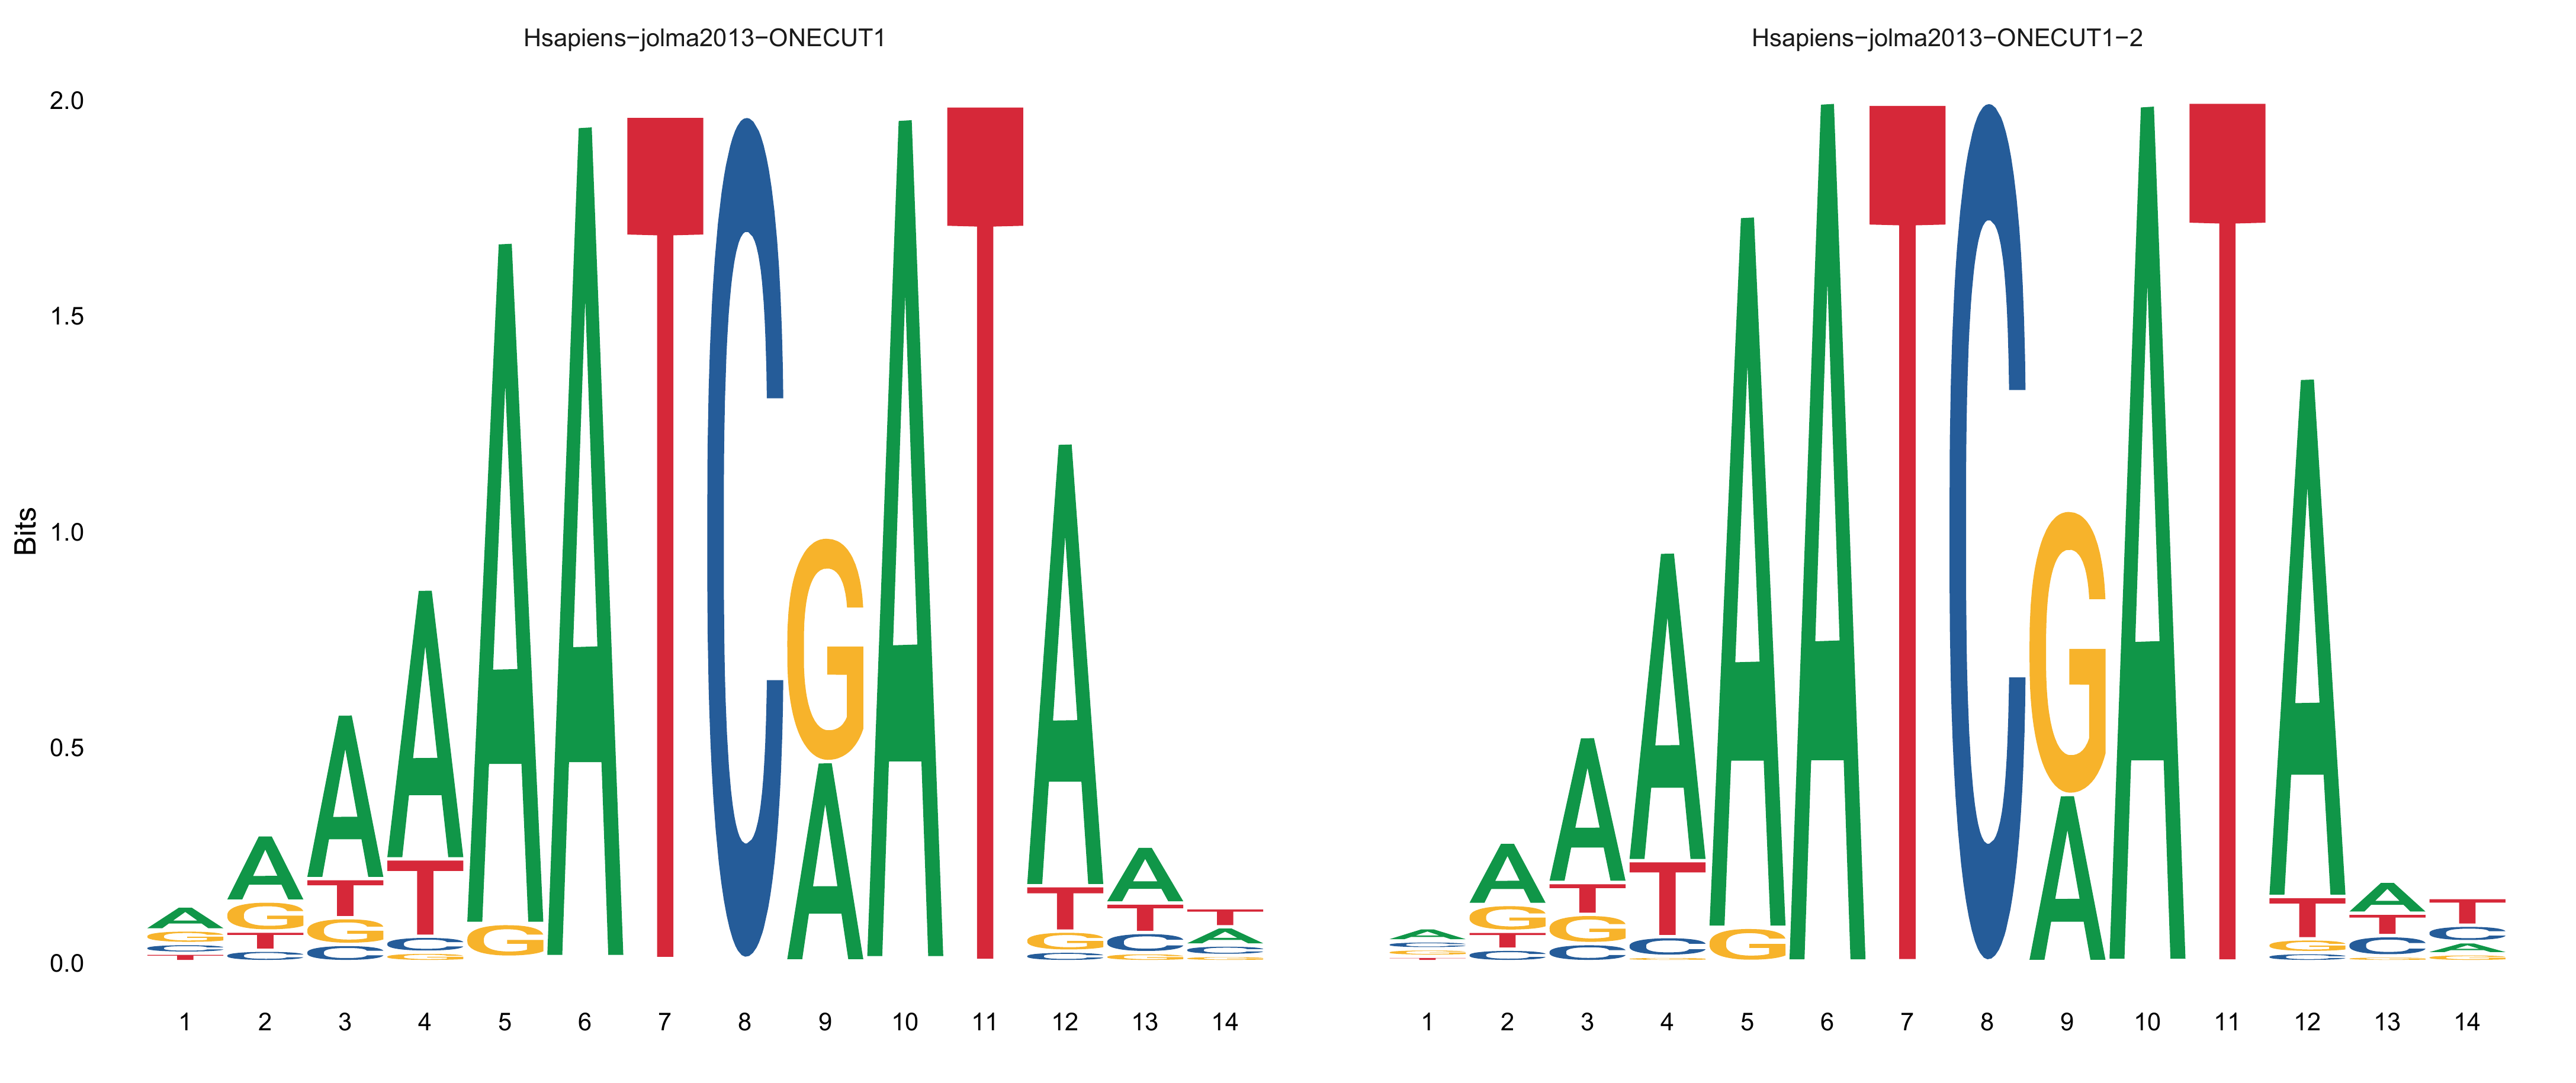 Hsapiens−jolma2013−ONECUT1
Hsapiens−jolma2013−ONECUT1−2
2.0
1.5
1.0
0.5
0.0
Bits
A G C T
A G T C
A T G C
A T C G
A G
A
T
C
G A
A
T
A T G C
A T C G
T A C G
A C G T
A G T C
A T G C
A T C G
A G
A
T
C
G A
A
T
A T G C
A T C G
T C A G
1 2 3 4 5 6 7 8 9 10 11 12 13 14
1 2 3 4 5 6 7 8 9 10 11 12 13 14